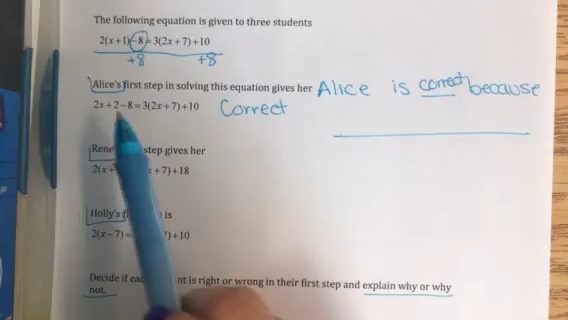 The following equation is given to three students
2(x+1)−8=3(2x+7)+10
+8 +8
Alice's first step in solving this equation gives her Alice is correct because
2x+2−8=3(2x+7)+10 Correct
step gives her
2(x+ x+7)+18
Holly's is
2(x−7)= )+10
Decide if each nt is right or wrong in their first step and explain why or why
not.